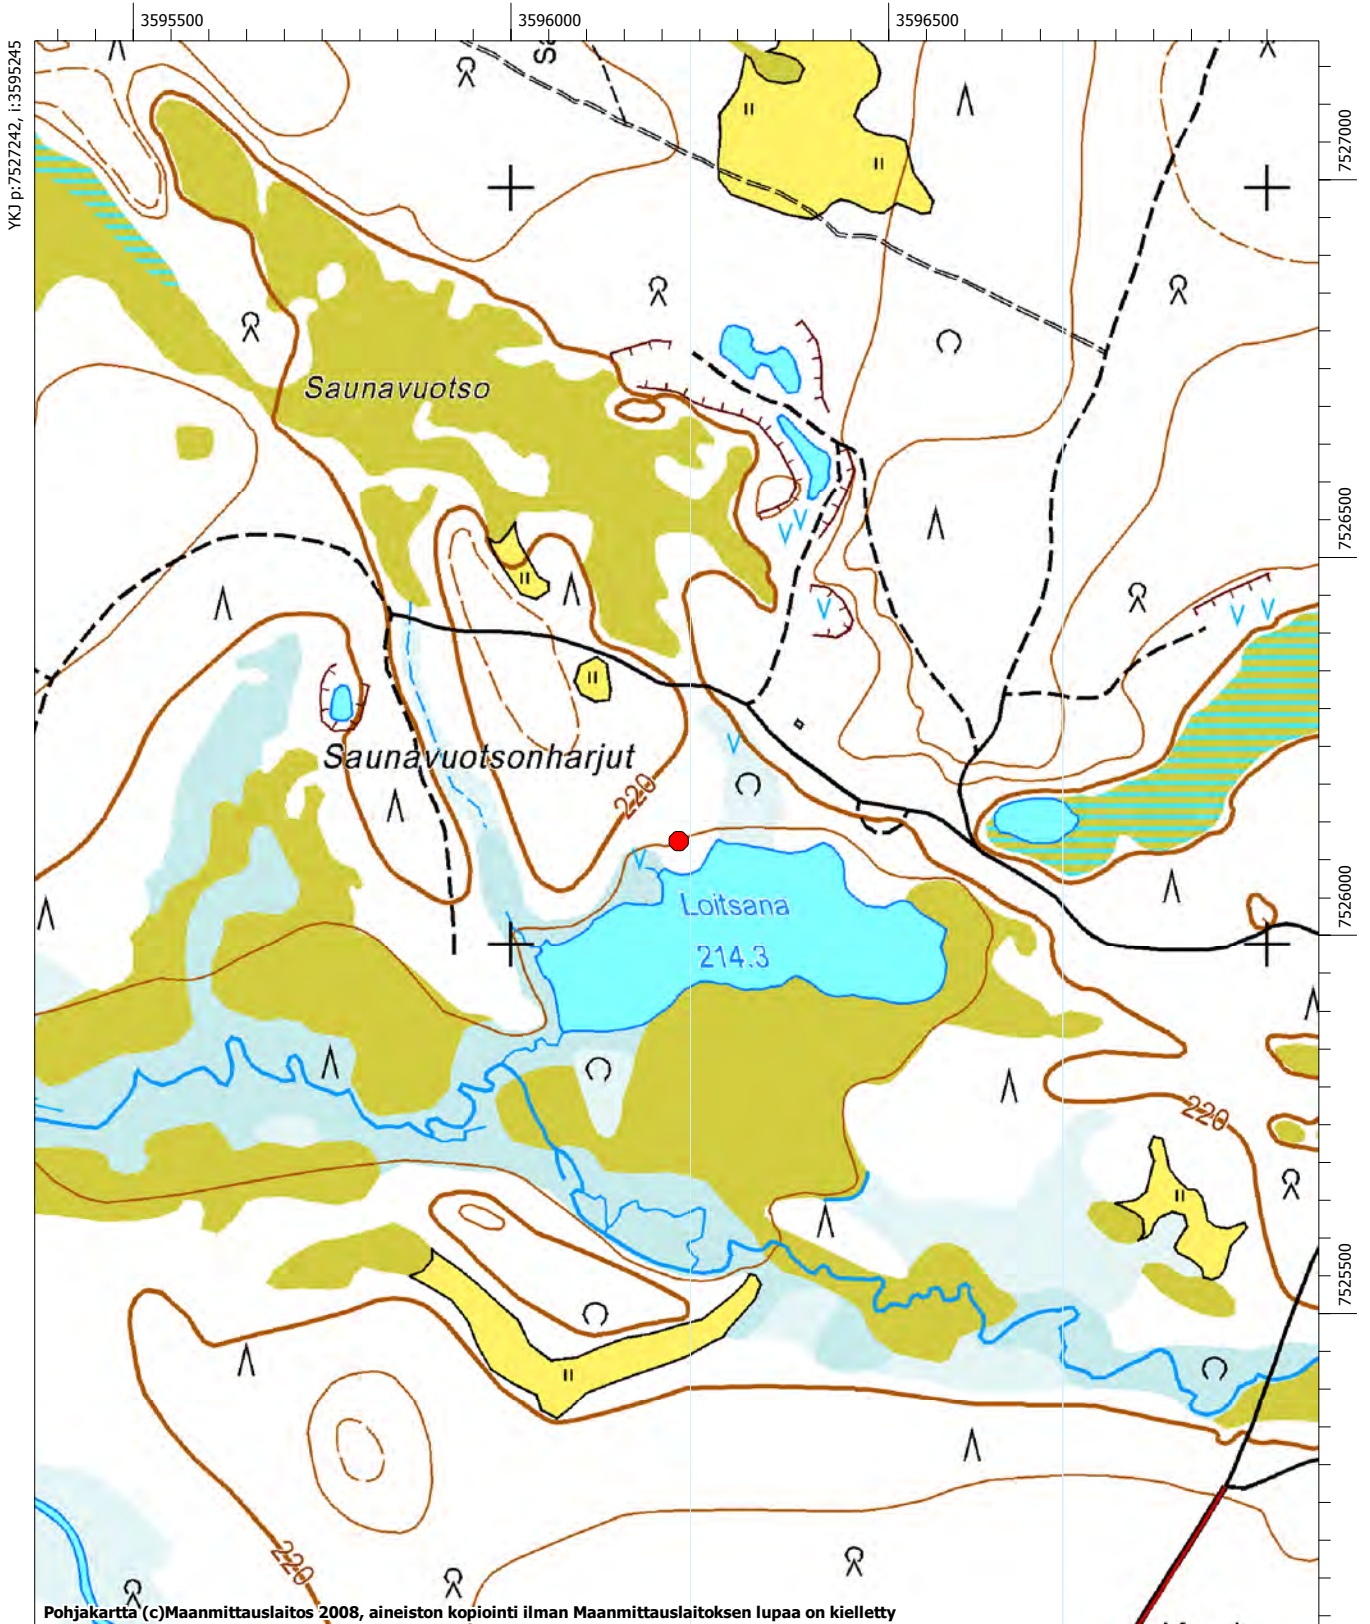 3595500
3596000
3596500
YKJ p:7527242, i:3595245
7527000
Saunavuotso
7526500
Saunavuotsonharjut
220
Loitsana
214.3
7526000
220
7525500
220
Pohjakartta (c)Maanmittauslaitos 2008, aineiston kopiointi ilman Maanmittauslaitoksen lupaa on kielletty